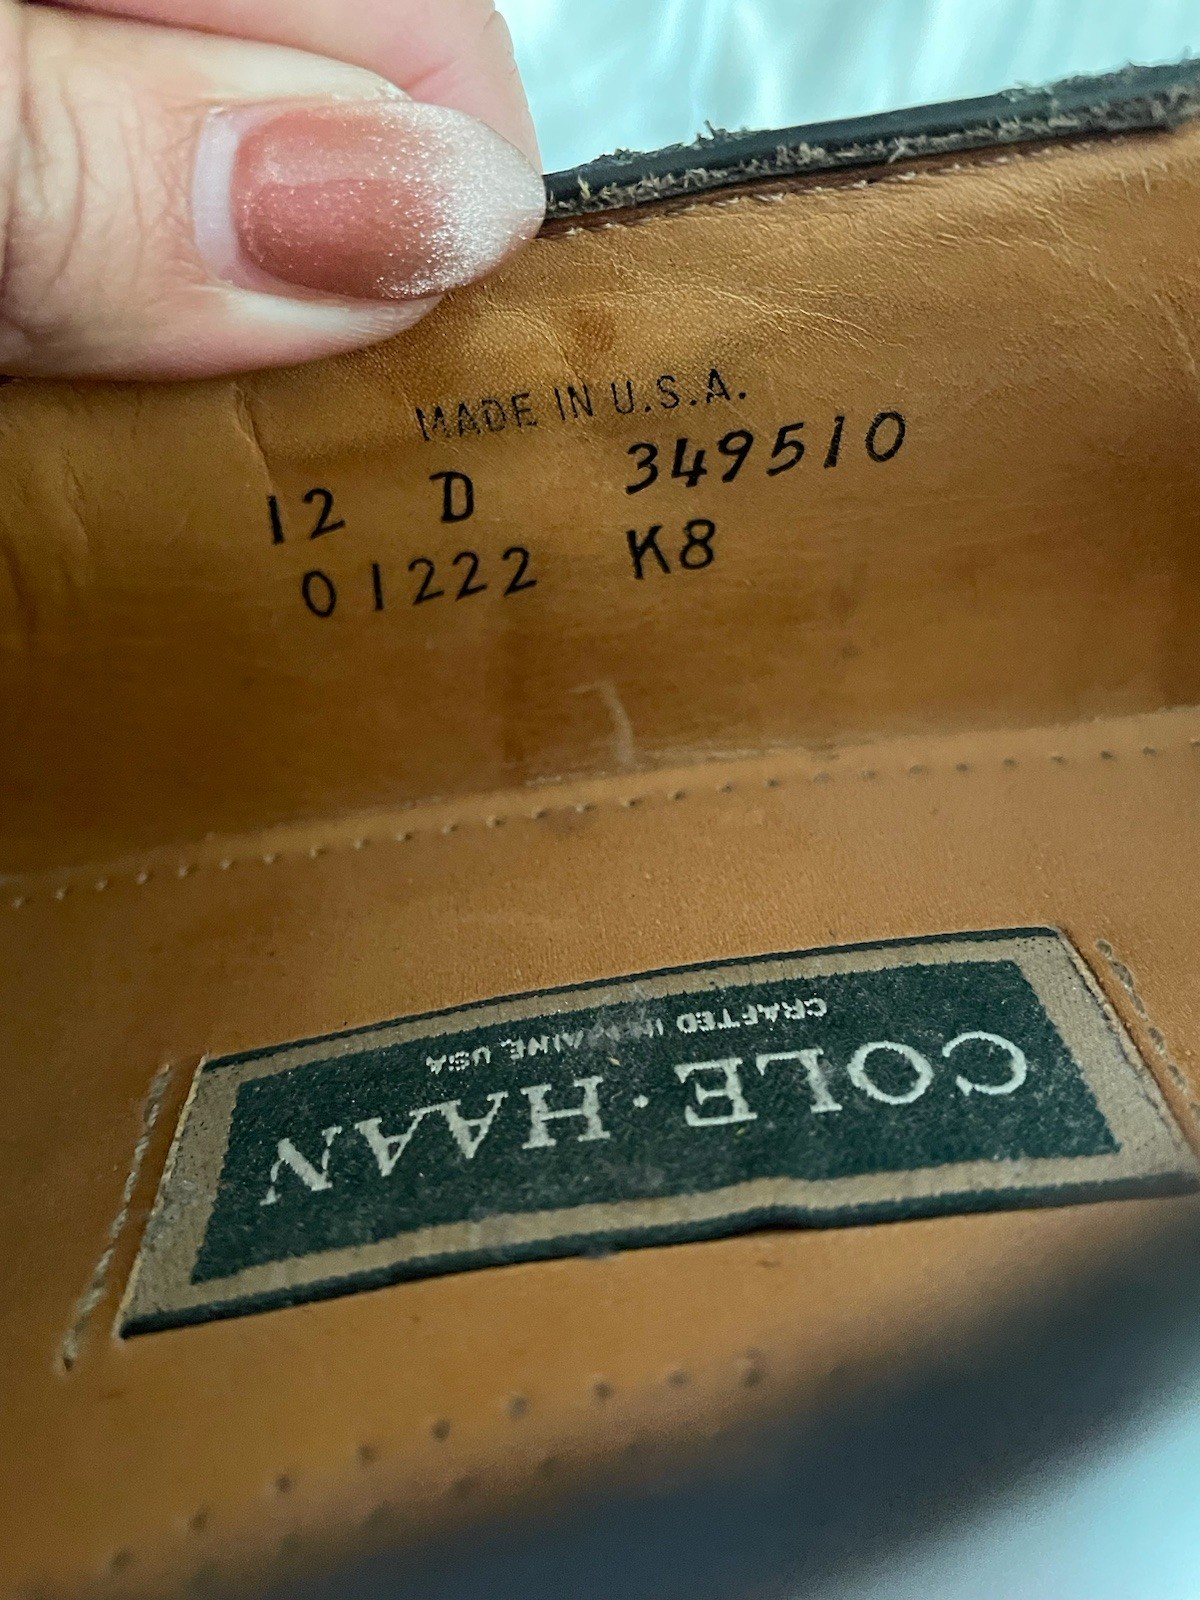 MADE IN U.S.A.
12 D 349510
01222 K8
COLE · HAAN
CRAFTED IN MAINE, USA